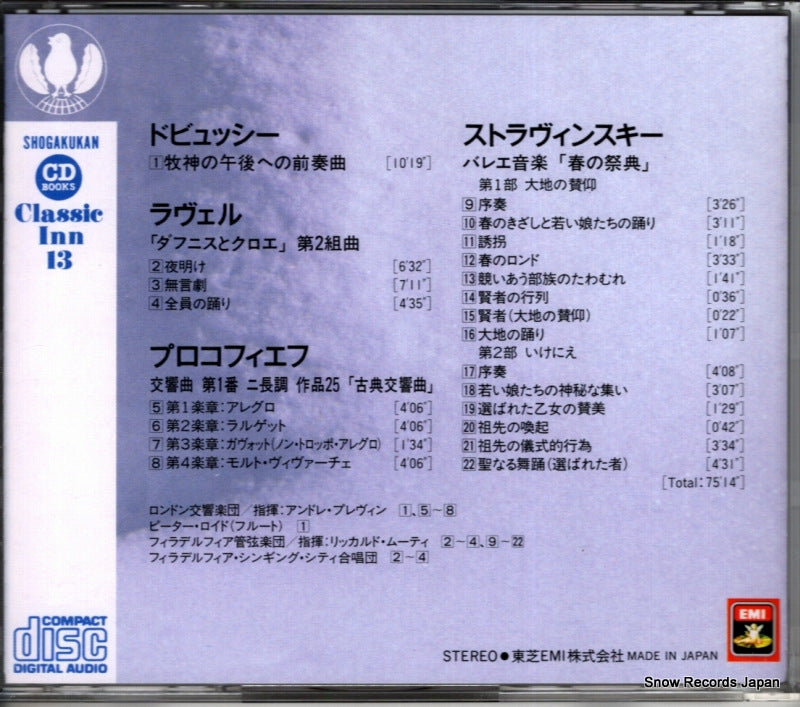 SHOGAKUKAN
CD
BOOKS
Classic
Inn
13
ドビュッシー
1 牧神の午後への前奏曲 [10'19"]
ラヴェル
「ダフニスとクロエ」 第2組曲
2 夜明け [6'32"]
3 無言劇 [7'11"]
4 全員の踊り [4'35"]
プロコフィエフ
交響曲 第1番 ニ長調 作品25「古典交響曲」
5 第1楽章:アレグロ [4'06"]
6 第2楽章:ラルゲット [4'06"]
7 第3楽章:ガヴォット(ノン・トロッポ・アレグロ) [1'34"]
8 第4楽章:モルト・ヴィヴァーチェ [4'06"]
ストラヴィンスキー
バレエ音楽「春の祭典」
第1部 大地の賛仰
9 序奏 [3'26"]
10 春のきざしと若い娘たちの踊り [3'11"]
11 誘拐 [1'18"]
12 春のロンド [3'33"]
13 競いあう部族のたわむれ [1'41"]
14 賢者の行列 [0'36"]
15 賢者(大地の賛仰) [0'22"]
16 大地の踊り [1'07"]
第2部 いけにえ
17 序奏 [4'08"]
18 若い娘たちの神秘な集い [3'07"]
19 選ばれた乙女の賛美 [1'29"]
20 祖先の喚起 [0'42"]
21 祖先の儀式的行為 [3'34"]
22 聖なる舞踊(選ばれた者) [4'31"]
[Total:75'14"]
ロンドン交響楽団/指揮:アンドレ・プレヴィン 1、5~8
ピーター・ロイド(フルート) 1
フィラデルフィア管弦楽団/指揮:リッカルド・ムーティ 2~4、9~22
フィラデルフィア・シンギング・シティ合唱団 2~4
COMPACT
disc
DIGITAL AUDIO
EMI
STEREO●東芝EMI株式会社 MADE IN JAPAN
Snow Records Japan